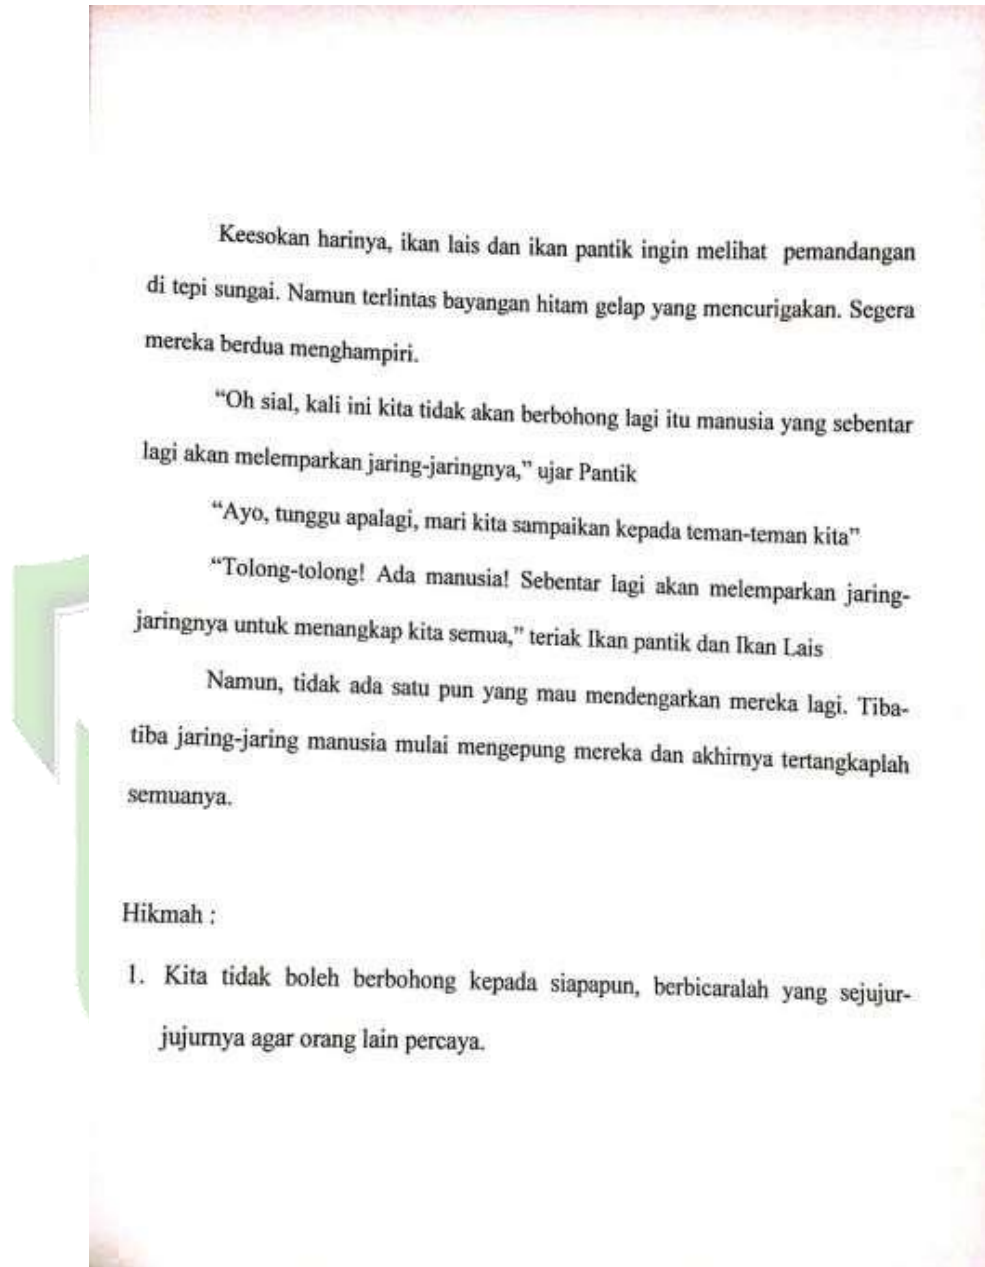 Keesokan harinya, ikan lais dan ikan pantik ingin melihat pemandangan
di tepi sungai. Namun terlintas bayangan hitam gelap yang mencurigakan. Segera
mereka berdua menghampiri.
“Oh sial, kali ini kita tidak akan berbohong lagi itu manusia yang sebentar
lagi akan melemparkan jaring-jaringnya,” ujar Pantik
“Ayo, tunggu apalagi, mari kita sampaikan kepada teman-teman kita”
“Tolong-tolong! Ada manusia! Sebentar lagi akan melemparkan jaring-
jaringnya untuk menangkap kita semua,” teriak Ikan pantik dan Ikan Lais
Namun, tidak ada satu pun yang mau mendengarkan mereka lagi. Tiba-
tiba jaring-jaring manusia mulai mengepung mereka dan akhirnya tertangkaplah
semuanya.
Hikmah :
1. Kita tidak boleh berbohong kepada siapapun, berbicaralah yang sejujur-
jujurnya agar orang lain percaya.